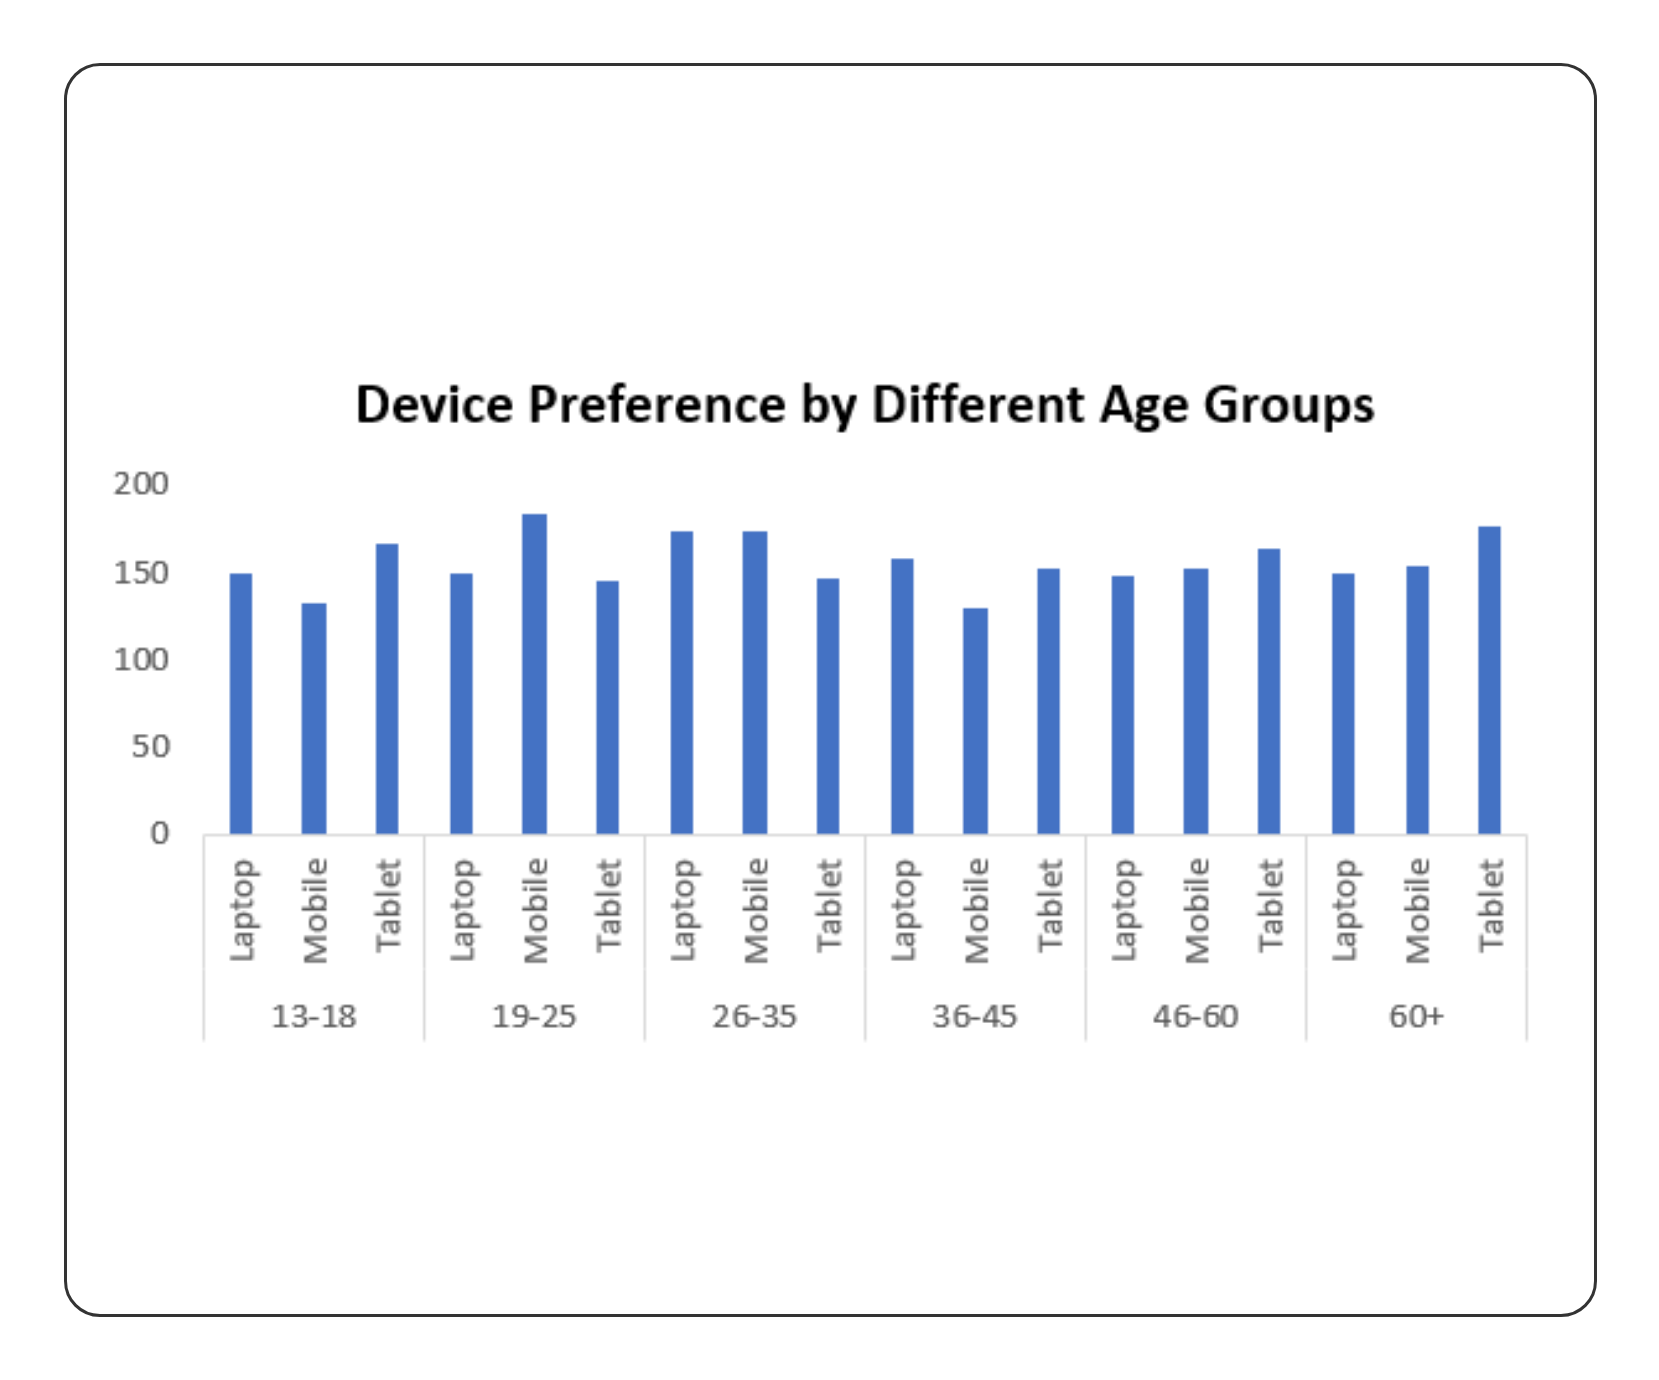 Device Preference by Different Age Groups
200
150
100
50
0
Laptop Mobile Tablet Laptop Mobile Tablet Laptop Mobile Tablet Laptop Mobile Tablet Laptop Mobile Tablet Laptop Mobile Tablet
13-18 19-25 26-35 36-45 46-60 60+